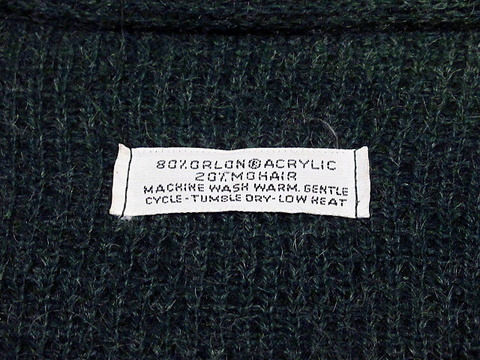 80% ORLON® ACRYLIC
20% MOHAIR
MACHINE WASH WARM. GENTLE
CYCLE-TUMBLE DRY-LOW HEAT